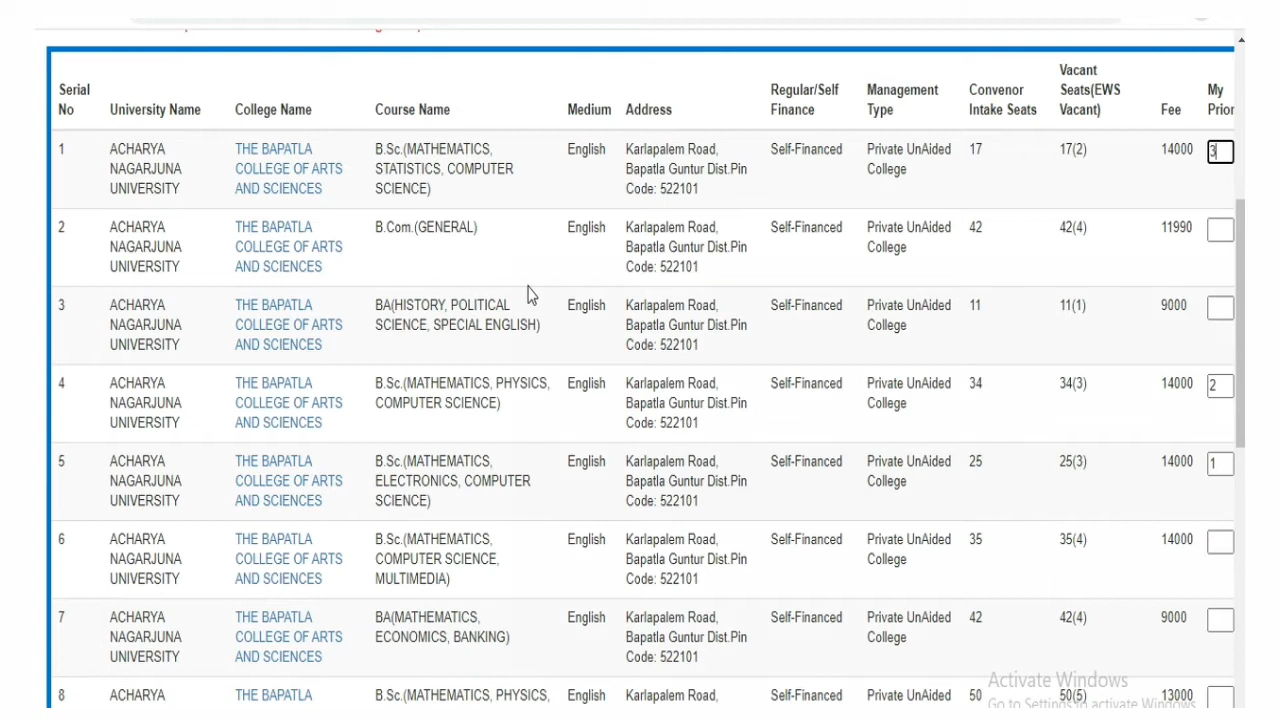 Serial No University Name College Name Course Name Medium Address Regular/Self Finance Management Type Convenor Intake Seats Vacant Seats(EWS Vacant) Fee My Prior
1 ACHARYA NAGARJUNA UNIVERSITY THE BAPATLA COLLEGE OF ARTS AND SCIENCES B.Sc.(MATHEMATICS, STATISTICS, COMPUTER SCIENCE) English Karlapalem Road, Bapatla Guntur Dist.Pin Code: 522101 Self-Financed Private UnAided College 17 17(2) 14000 3
2 ACHARYA NAGARJUNA UNIVERSITY THE BAPATLA COLLEGE OF ARTS AND SCIENCES B.Com.(GENERAL) English Karlapalem Road, Bapatla Guntur Dist.Pin Code: 522101 Self-Financed Private UnAided College 42 42(4) 11990
3 ACHARYA NAGARJUNA UNIVERSITY THE BAPATLA COLLEGE OF ARTS AND SCIENCES BA(HISTORY, POLITICAL SCIENCE, SPECIAL ENGLISH) English Karlapalem Road, Bapatla Guntur Dist.Pin Code: 522101 Self-Financed Private UnAided College 11 11(1) 9000
4 ACHARYA NAGARJUNA UNIVERSITY THE BAPATLA COLLEGE OF ARTS AND SCIENCES B.Sc.(MATHEMATICS, PHYSICS, COMPUTER SCIENCE) English Karlapalem Road, Bapatla Guntur Dist.Pin Code: 522101 Self-Financed Private UnAided College 34 34(3) 14000 2
5 ACHARYA NAGARJUNA UNIVERSITY THE BAPATLA COLLEGE OF ARTS AND SCIENCES B.Sc.(MATHEMATICS, ELECTRONICS, COMPUTER SCIENCE) English Karlapalem Road, Bapatla Guntur Dist.Pin Code: 522101 Self-Financed Private UnAided College 25 25(3) 14000 1
6 ACHARYA NAGARJUNA UNIVERSITY THE BAPATLA COLLEGE OF ARTS AND SCIENCES B.Sc.(MATHEMATICS, COMPUTER SCIENCE, MULTIMEDIA) English Karlapalem Road, Bapatla Guntur Dist.Pin Code: 522101 Self-Financed Private UnAided College 35 35(4) 14000
7 ACHARYA NAGARJUNA UNIVERSITY THE BAPATLA COLLEGE OF ARTS AND SCIENCES BA(MATHEMATICS, ECONOMICS, BANKING) English Karlapalem Road, Bapatla Guntur Dist.Pin Code: 522101 Self-Financed Private UnAided College 42 42(4) 9000
8 ACHARYA THE BAPATLA B.Sc.(MATHEMATICS, PHYSICS, English Karlapalem Road, Self-Financed Private UnAided 50 50(5) 13000
Activate Windows
Go to Settings to activate Windows